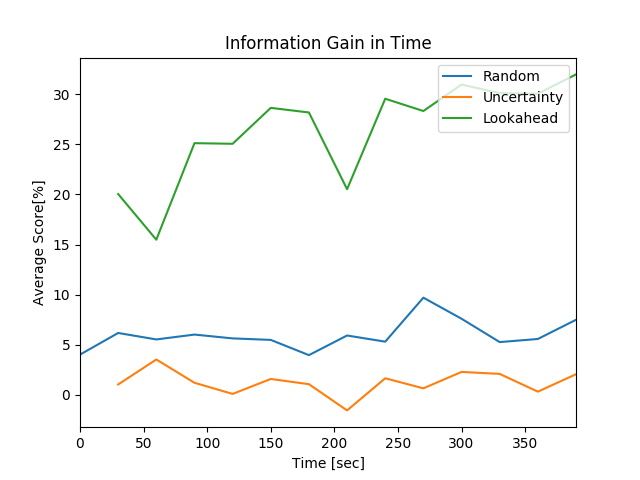 Information Gain in Time
Random
Uncertainty
Lookahead
30
25
20
15
10
5
0
Average Score[%]
0 50 100 150 200 250 300 350
Time [sec]